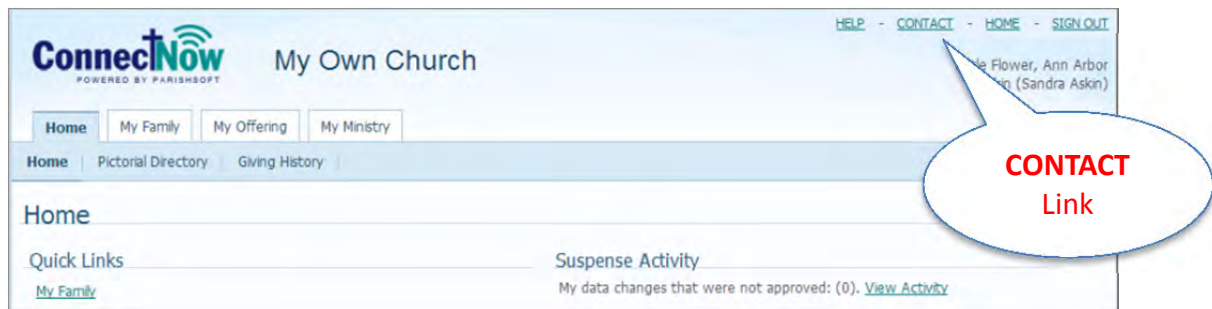 HELP - CONTACT - HOME - SIGN OUT
ConnectNow
POWERED BY PARISHSOFT
My Own Church
Flower, Ann Arbor
(Sandra Askin)
Home My Family My Offering My Ministry
Home Pictorial Directory Giving History
CONTACT
Link
Home
Quick Links
Suspense Activity
My Family
My data changes that were not approved: (0). View Activity